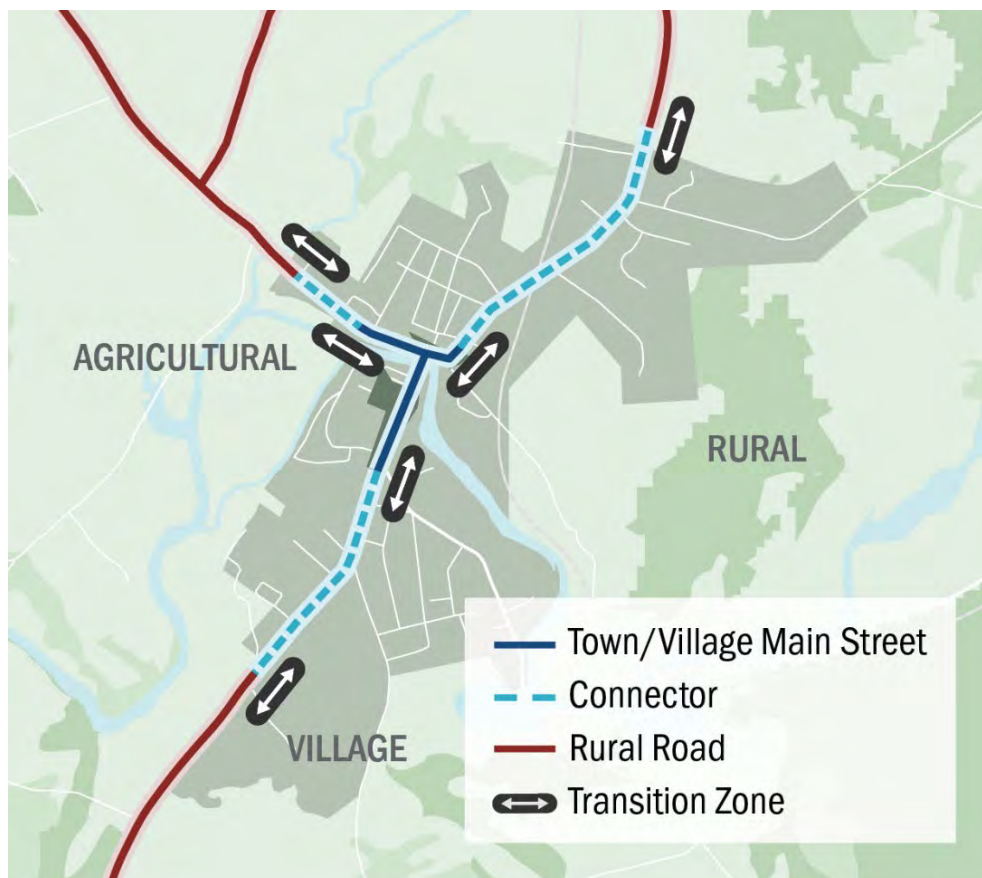 AGRICULTURAL
RURAL
VILLAGE
Town/Village Main Street
Connector
Rural Road
Transition Zone